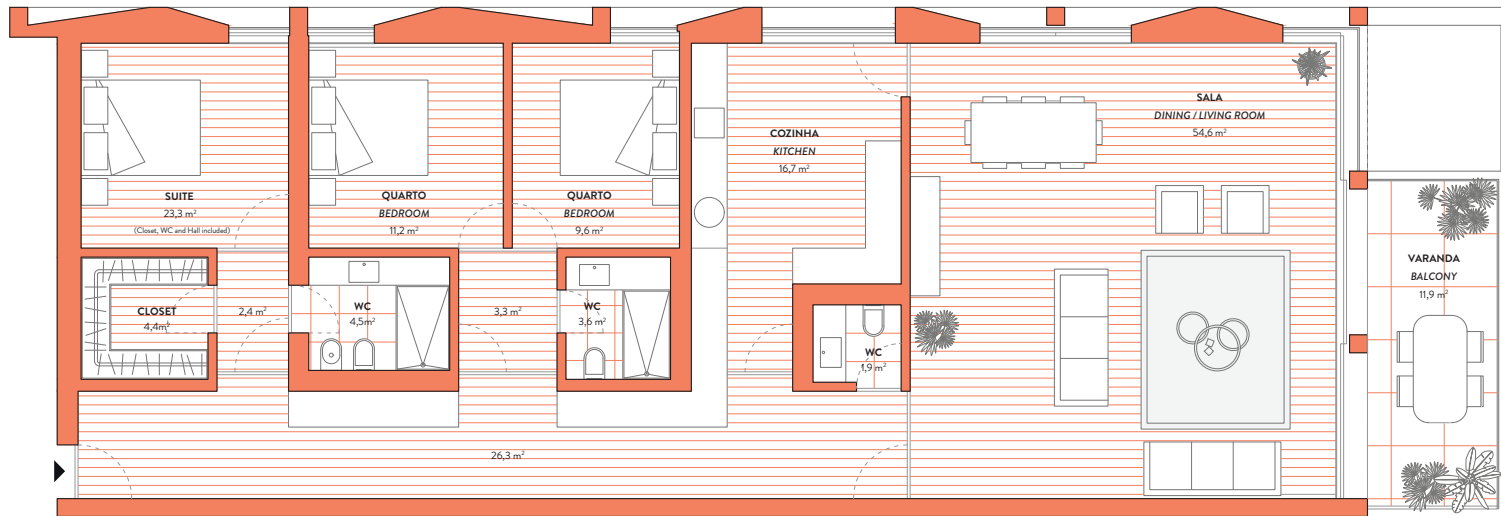 SUITE
23,3 m²
(Closet, WC and Hall included)
QUARTO
BEDROOM
11,2 m²
QUARTO
BEDROOM
9,6 m²
COZINHA
KITCHEN
16,7 m²
SALA
DINING / LIVING ROOM
54,6 m²
VARANDA
BALCONY
11,9 m²
CLOSET
4,4m²
2,4 m²
WC
4,5m²
3,3 m²
WC
3,6 m²
WC
1,9 m²
26,3 m²